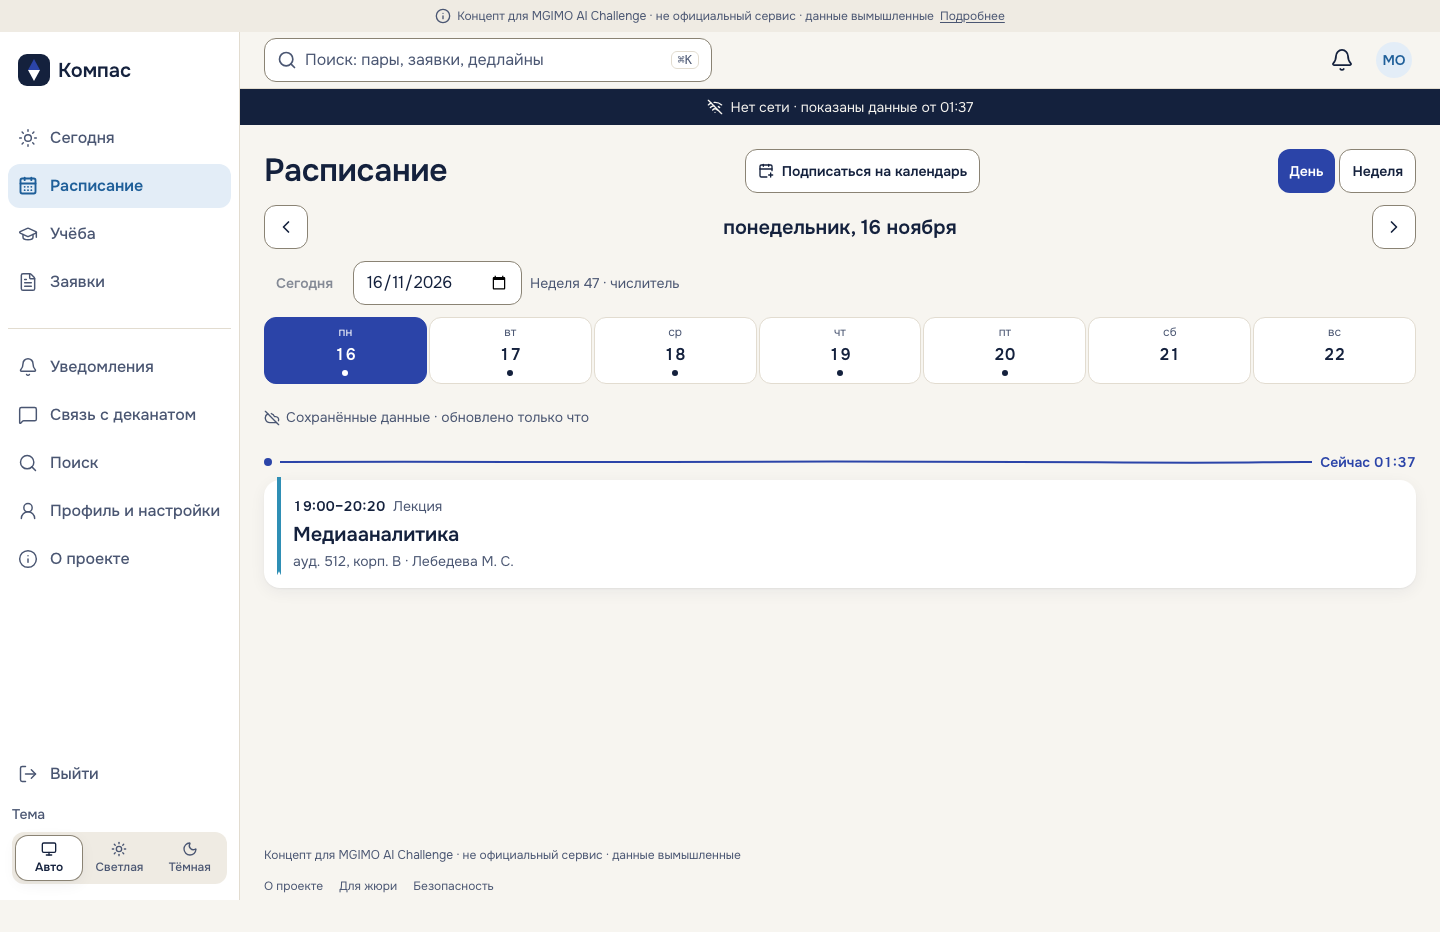 Концепт для MGIMO AI Challenge · не официальный сервис · данные вымышленные Подробнее
Компас
Поиск: пары, заявки, дедлайны
⌘K
МО
Нет сети · показаны данные от 01:37
Сегодня
Расписание
Учёба
Заявки
Уведомления
Связь с деканатом
Поиск
Профиль и настройки
О проекте
Выйти
Тема
Авто
Светлая
Тёмная
Расписание
Подписаться на календарь
День
Неделя
понедельник, 16 ноября
Сегодня
16/11/2026
Неделя 47 · числитель
пн
16
вт
17
ср
18
чт
19
пт
20
сб
21
вс
22
Сохранённые данные · обновлено только что
Сейчас 01:37
19:00–20:20 Лекция
Медиааналитика
ауд. 512, корп. В · Лебедева М. С.
Концепт для MGIMO AI Challenge · не официальный сервис · данные вымышленные
О проекте
Для жюри
Безопасность